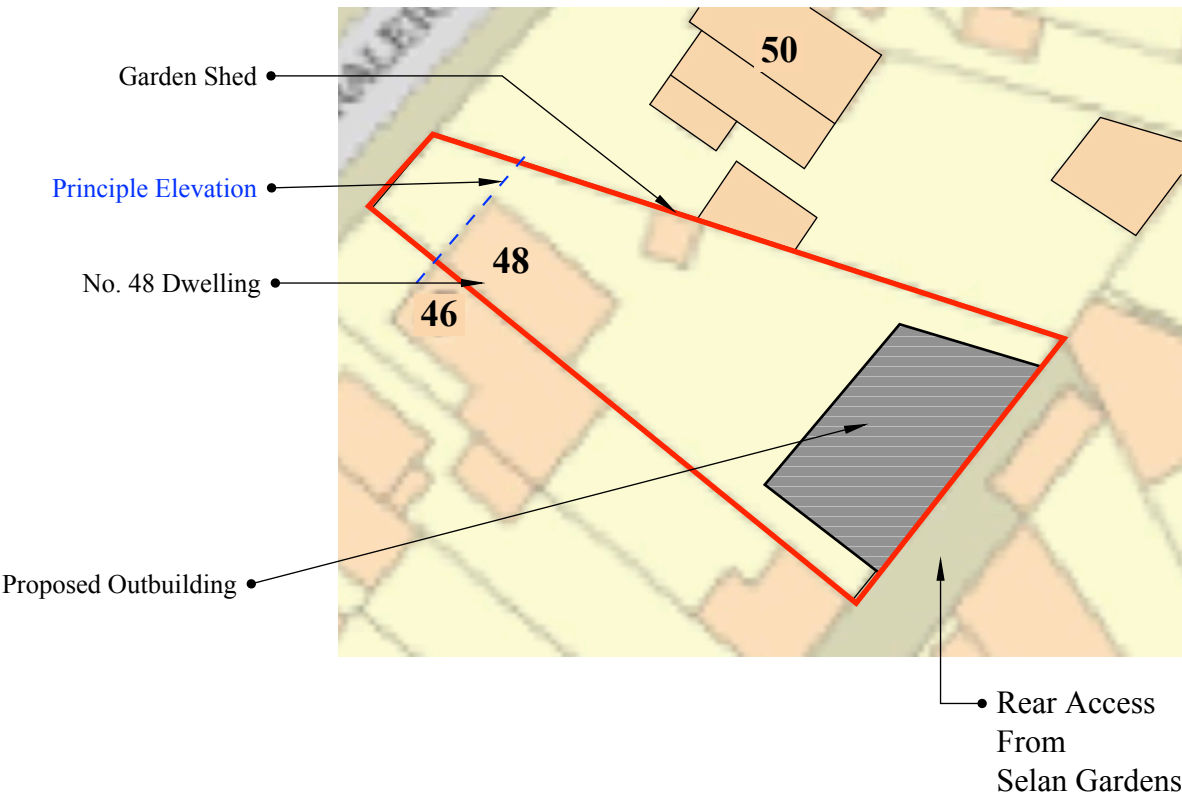 50
Garden Shed
Principle Elevation
48
No. 48 Dwelling
46
Proposed Outbuilding
Rear Access
From
Selan Gardens